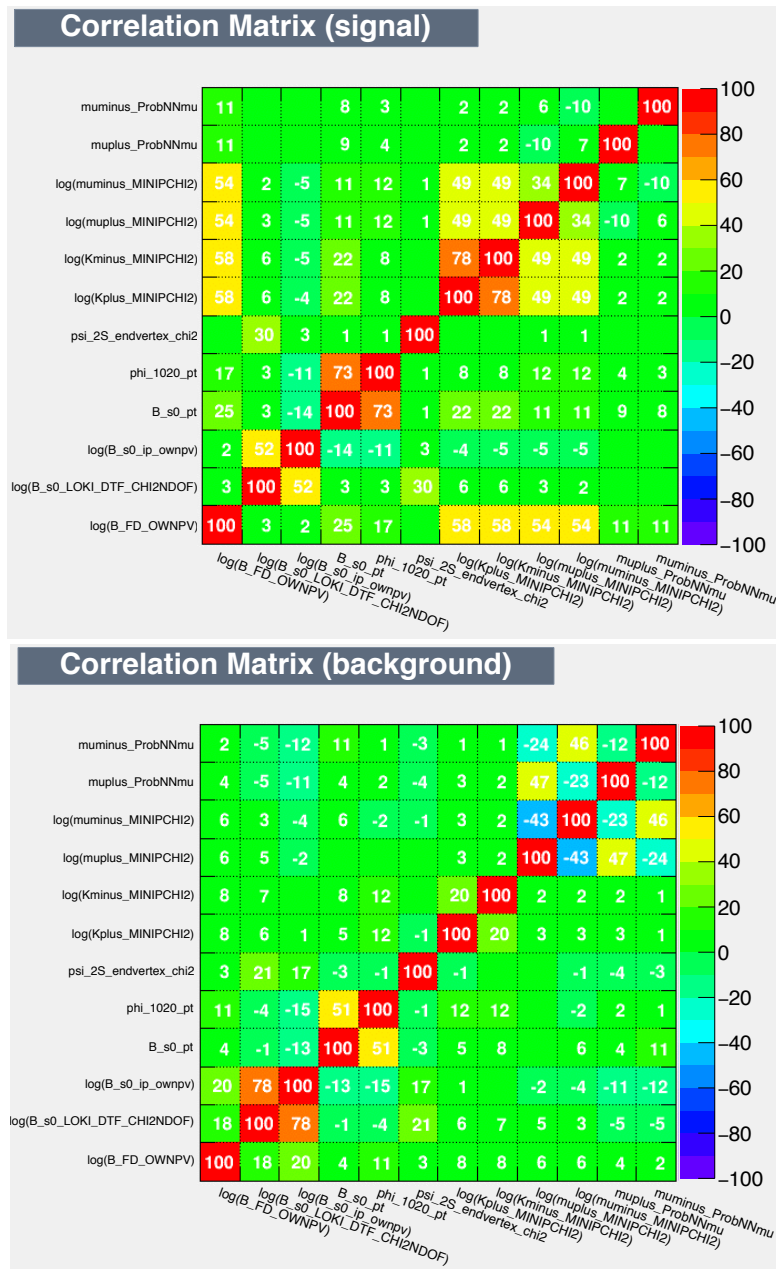 Correlation Matrix (signal)
muminus_ProbNNmu 11 8 3 2 2 6 -10 100
muplus_ProbNNmu 11 9 4 2 2 -10 7 100
log(muminus_MINIPCHI2) 54 2 -5 11 12 1 49 49 34 100 7 -10
log(muplus_MINIPCHI2) 54 3 -5 11 12 1 49 49 100 34 -10 6
log(Kminus_MINIPCHI2) 58 6 -5 22 8 78 100 49 49 2 2
log(Kplus_MINIPCHI2) 58 6 -4 22 8 100 78 49 49 2 2
psi_2S_endvertex_chi2 30 3 1 1 100 1 1
phi_1020_pt 17 3 -11 73 100 1 8 8 12 12 4 3
B_s0_pt 25 3 -14 100 73 1 22 22 11 11 9 8
log(B_s0_ip_ownpv) 2 52 100 -14 -11 3 -4 -5 -5 -5
log(B_s0_LOKI_DTF_CHI2NDOF) 3 100 52 3 3 30 6 6 3 2
log(B_FD_OWNPV) 100 3 2 25 17 58 58 54 54 11 11
log(B_FD_OWNPV) log(B_s0_LOKI_DTF_CHI2NDOF) log(B_s0_ip_ownpv) B_s0_pt phi_1020_pt psi_2S_endvertex_chi2 log(Kplus_MINIPCHI2) log(Kminus_MINIPCHI2) log(muplus_MINIPCHI2) log(muminus_MINIPCHI2) muplus_ProbNNmu muminus_ProbNNmu
100
80
60
40
20
0
−20
−40
−60
−80
−100
Correlation Matrix (background)
muminus_ProbNNmu 2 -5 -12 11 1 -3 1 1 -24 46 -12 100
muplus_ProbNNmu 4 -5 -11 4 2 -4 3 2 47 -23 100 -12
log(muminus_MINIPCHI2) 6 3 -4 6 -2 -1 3 2 -43 100 -23 46
log(muplus_MINIPCHI2) 6 5 -2 3 2 100 -43 47 -24
log(Kminus_MINIPCHI2) 8 7 8 12 20 100 2 2 2 1
log(Kplus_MINIPCHI2) 8 6 1 5 12 -1 100 20 3 3 3 1
psi_2S_endvertex_chi2 3 21 17 -3 -1 100 -1 -1 -4 -3
phi_1020_pt 11 -4 -15 51 100 -1 12 12 -2 2 1
B_s0_pt 4 -1 -13 100 51 -3 5 8 6 4 11
log(B_s0_ip_ownpv) 20 78 100 -13 -15 17 1 -2 -4 -11 -12
log(B_s0_LOKI_DTF_CHI2NDOF) 18 100 78 -1 -4 21 6 7 5 3 -5 -5
log(B_FD_OWNPV) 100 18 20 4 11 3 8 8 6 6 4 2
log(B_FD_OWNPV) log(B_s0_LOKI_DTF_CHI2NDOF) log(B_s0_ip_ownpv) B_s0_pt phi_1020_pt psi_2S_endvertex_chi2 log(Kplus_MINIPCHI2) log(Kminus_MINIPCHI2) log(muplus_MINIPCHI2) log(muminus_MINIPCHI2) muplus_ProbNNmu muminus_ProbNNmu
100
80
60
40
20
0
−20
−40
−60
−80
−100